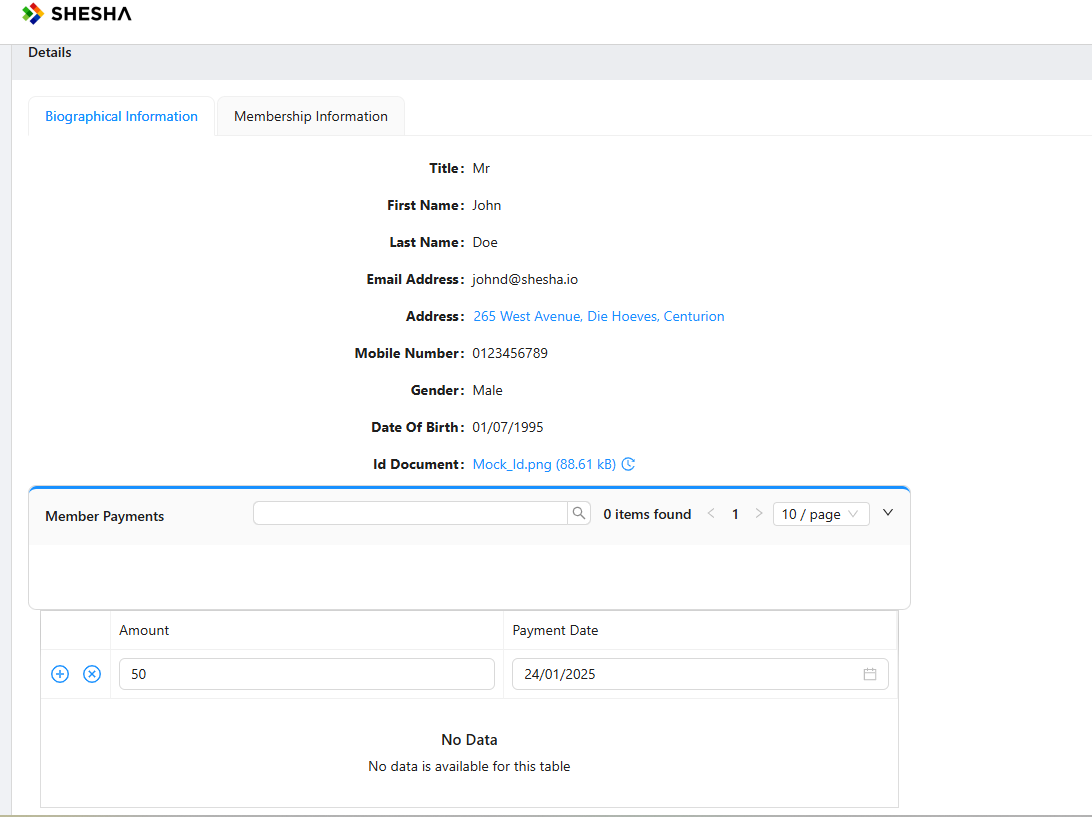 SHESHA
Details
Biographical Information Membership Information
Title: Mr
First Name: John
Last Name: Doe
Email Address: johnd@shesha.io
Address: 265 West Avenue, Die Hoeves, Centurion
Mobile Number: 0123456789
Gender: Male
Date Of Birth: 01/07/1995
Id Document: Mock_Id.png (88.61 kB)
Member Payments 0 items found < 1 > 10 / page
Amount Payment Date
50 24/01/2025
No Data
No data is available for this table